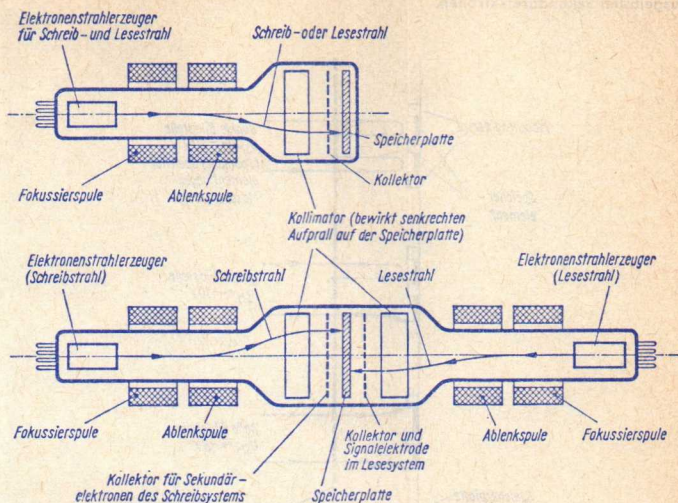 Elektronenstrahlerzeuger
für Schreib- und Lesestrahl
Schreib- oder Lesestrahl
Speicherplatte
Kollektor
Fokussierspule
Ablenkspule
Kollimator (bewirkt senkrechten
Aufprall auf der Speicherplatte)
Elektronenstrahlerzeuger
(Schreibstrahl)
Schreibstrahl
Lesestrahl
Elektronenstrahlerzeuger
(Lesestrahl)
Fokussierspule
Ablenkspule
Kollektor und
Signalelektrode
im Lesesystem
Ablenkspule
Fokussierspule
Kollektor für Sekundär-
elektronen des Schreibsystems
Speicherplatte